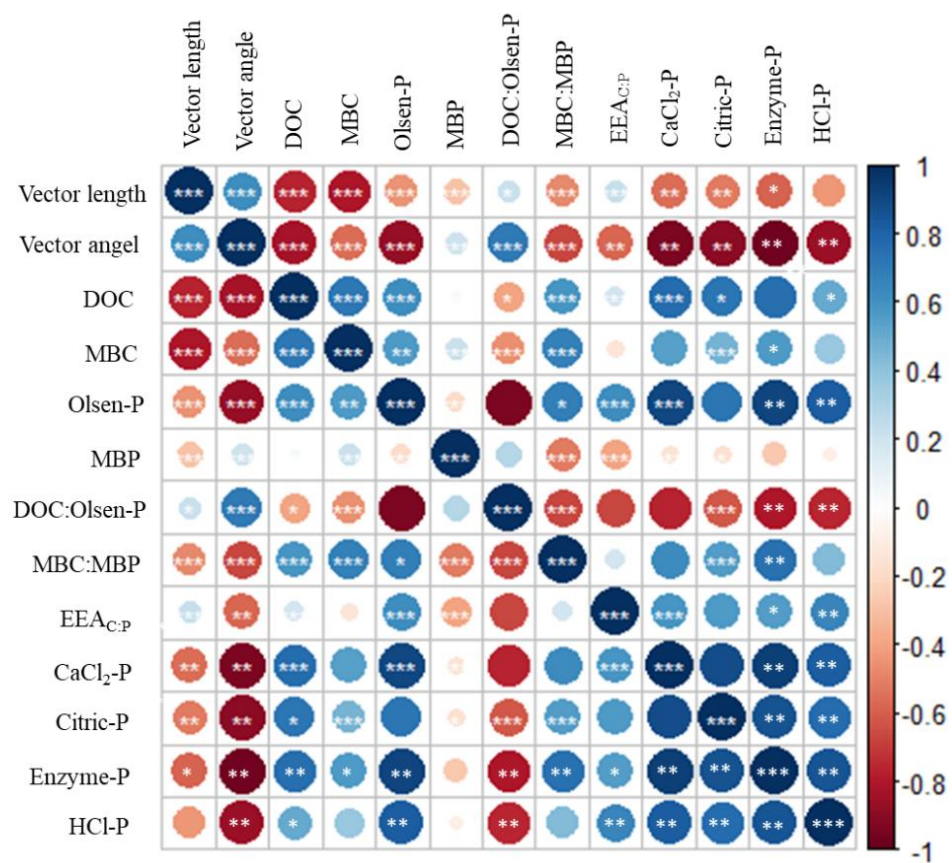 Vector length Vector angle DOC MBC Olsen-P MBP DOC:Olsen-P MBC:MBP EEAC:P CaCl2-P Citric-P Enzyme-P HCl-P
Vector length *** *** *** *** *** *** * *** *** ** ** *
Vector angel *** *** *** *** *** *** *** *** ** ** ** ** **
DOC *** *** *** *** *** * *** * *** * *
MBC *** *** *** *** ** *** *** *** *** *
Olsen-P *** *** *** ** *** ** * *** *** ** **
MBP *** *** *** ** *** *** ***
DOC:Olsen-P * *** * *** *** *** *** ** **
MBC:MBP *** *** *** *** * *** *** *** *** **
EEAC:P *** ** * *** *** *** *** * **
CaCl2-P ** ** *** *** * *** *** ** **
Citric-P ** ** * *** *** *** *** ** **
Enzyme-P * ** ** * ** ** ** * ** ** *** **
HCl-P ** * ** ** ** ** ** ** ***
1
0.8
0.6
0.4
0.2
0
-0.2
-0.4
-0.6
-0.8
-1